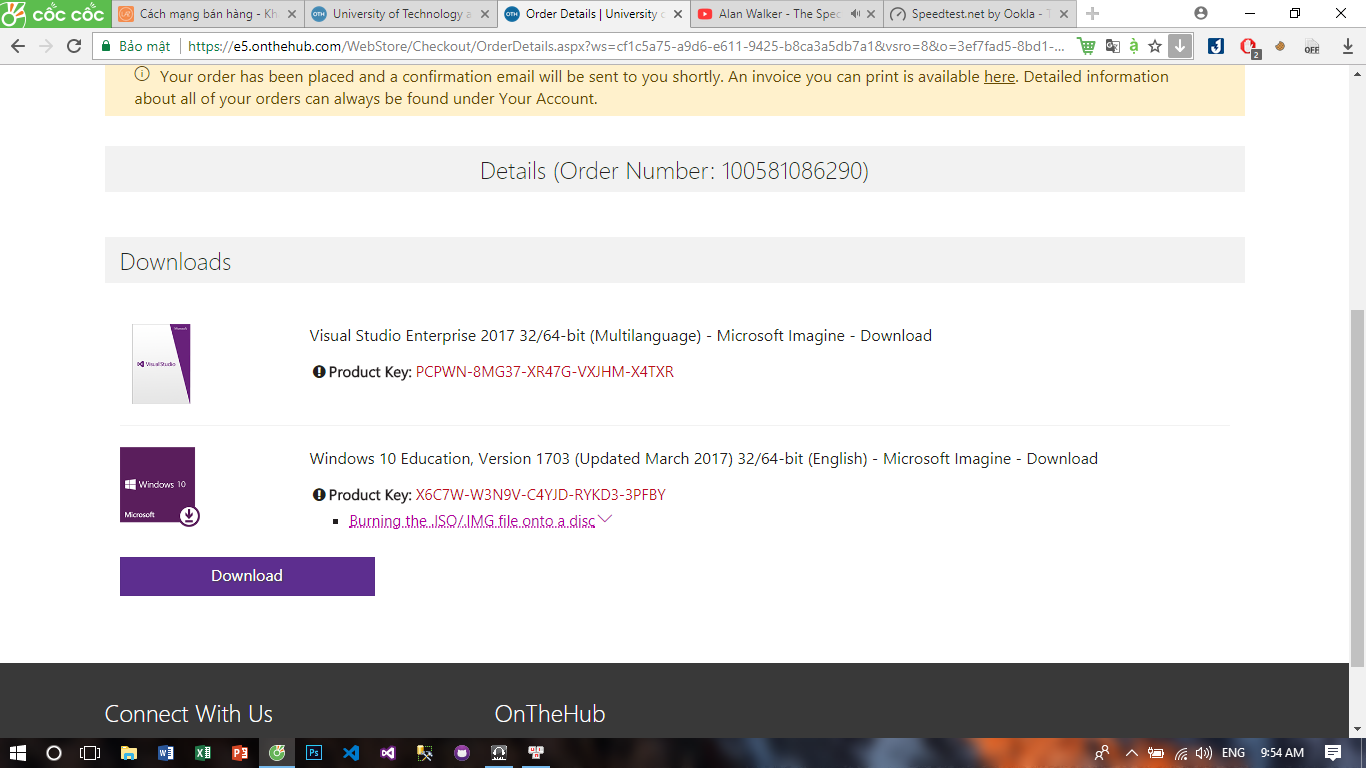 cốc cốc
Cách mạng bán hàng - Kh
University of Technology a
Order Details | University o
Alan Walker - The Spec
Speedtest.net by Ookla - T
Bảo mật
https://e5.onthehub.com/WebStore/Checkout/OrderDetails.aspx?ws=cf1c5a75-a9d6-e611-9425-b8ca3a5db7a1&vsro=8&o=3ef7fad5-8bd1-...
2
OFF
Your order has been placed and a confirmation email will be sent to you shortly. An invoice you can print is available here. Detailed information
about all of your orders can always be found under Your Account.
Details (Order Number: 100581086290)
Downloads
Visual Studio Enterprise 2017 32/64-bit (Multilanguage) - Microsoft Imagine - Download
Microsoft
Visual Studio
Product Key: PCPWN-8MG37-XR47G-VXJHM-X4TXR
Windows 10 Education, Version 1703 (Updated March 2017) 32/64-bit (English) - Microsoft Imagine - Download
Windows 10
Microsoft
Product Key: X6C7W-W3N9V-C4YJD-RYKD3-3PFBY
Burning the .ISO/.IMG file onto a disc
Download
Connect With Us
OnTheHub
ENG
9:54 AM